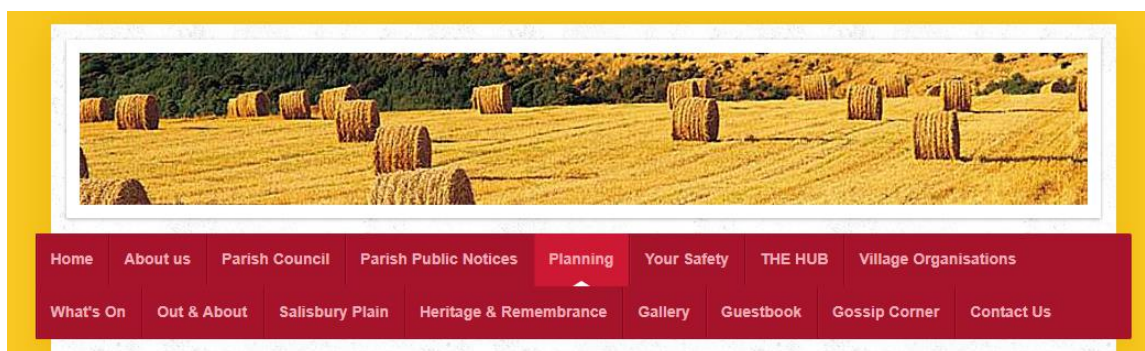 Home About us Parish Council Parish Public Notices Planning Your Safety THE HUB Village Organisations
What's On Out & About Salisbury Plain Heritage & Remembrance Gallery Guestbook Gossip Corner Contact Us